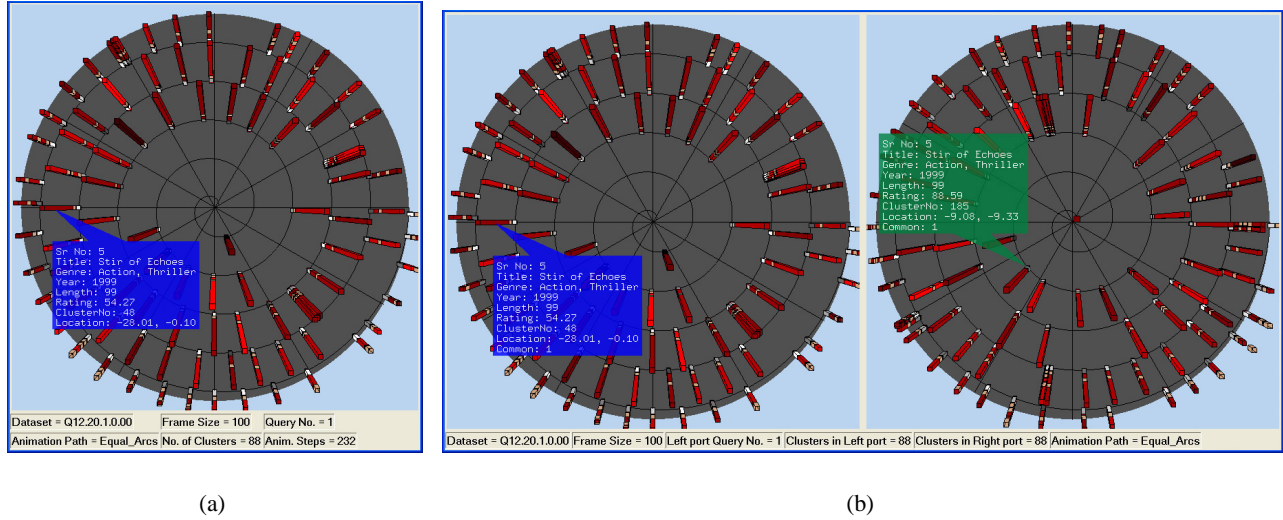 Sr No: 5
Title: Stir of Echoes
Genre: Action, Thriller
Year: 1999
Length: 99
Rating: 54.27
ClusterNo: 48
Location: -28.01, -0.10
Dataset = Q12.20.1.0.00 Frame Size = 100 Query No. = 1
Animation Path = Equal_Arcs No. of Clusters = 88 Anim. Steps = 232
(a)
Sr No: 5
Title: Stir of Echoes
Genre: Action, Thriller
Year: 1999
Length: 99
Rating: 54.27
ClusterNo: 48
Location: -28.01, -0.10
Common: 1
Sr No: 5
Title: Stir of Echoes
Genre: Action, Thriller
Year: 1999
Length: 99
Rating: 88.59
ClusterNo: 185
Location: -9.08, -9.33
Common: 1
Dataset = Q12.20.1.0.00 Frame Size = 100 Left port Query No. = 1 Clusters in Left port = 88 Clusters in Right port = 88 Animation Path = Equal_Arcs
(b)